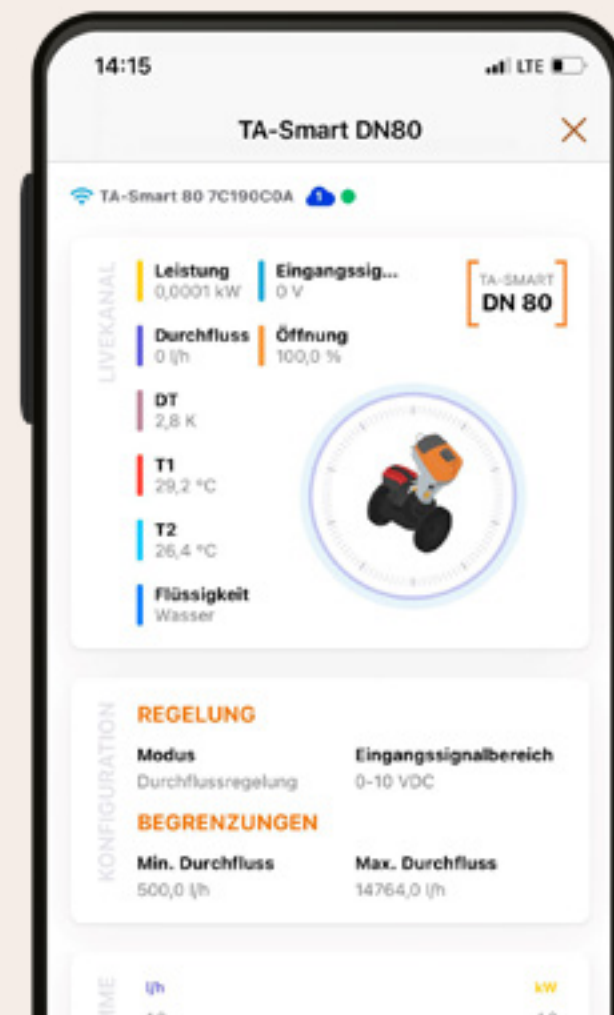 14:15 LTE
TA-Smart DN80
TA-Smart 80 7C190C0A 1
LIVEKANAL
Leistung
0,0001 kW
Eingangssig...
0 V
TA-SMART
DN 80
Durchfluss
0 l/h
Öffnung
100,0 %
DT
2,8 K
T1
29,2 °C
T2
26,4 °C
Flüssigkeit
Wasser
KONFIGURATION
REGELUNG
Modus
Durchflussregelung
Eingangssignalbereich
0-10 VDC
BEGRENZUNGEN
Min. Durchfluss
500,0 l/h
Max. Durchfluss
14764,0 l/h
l/h
kW